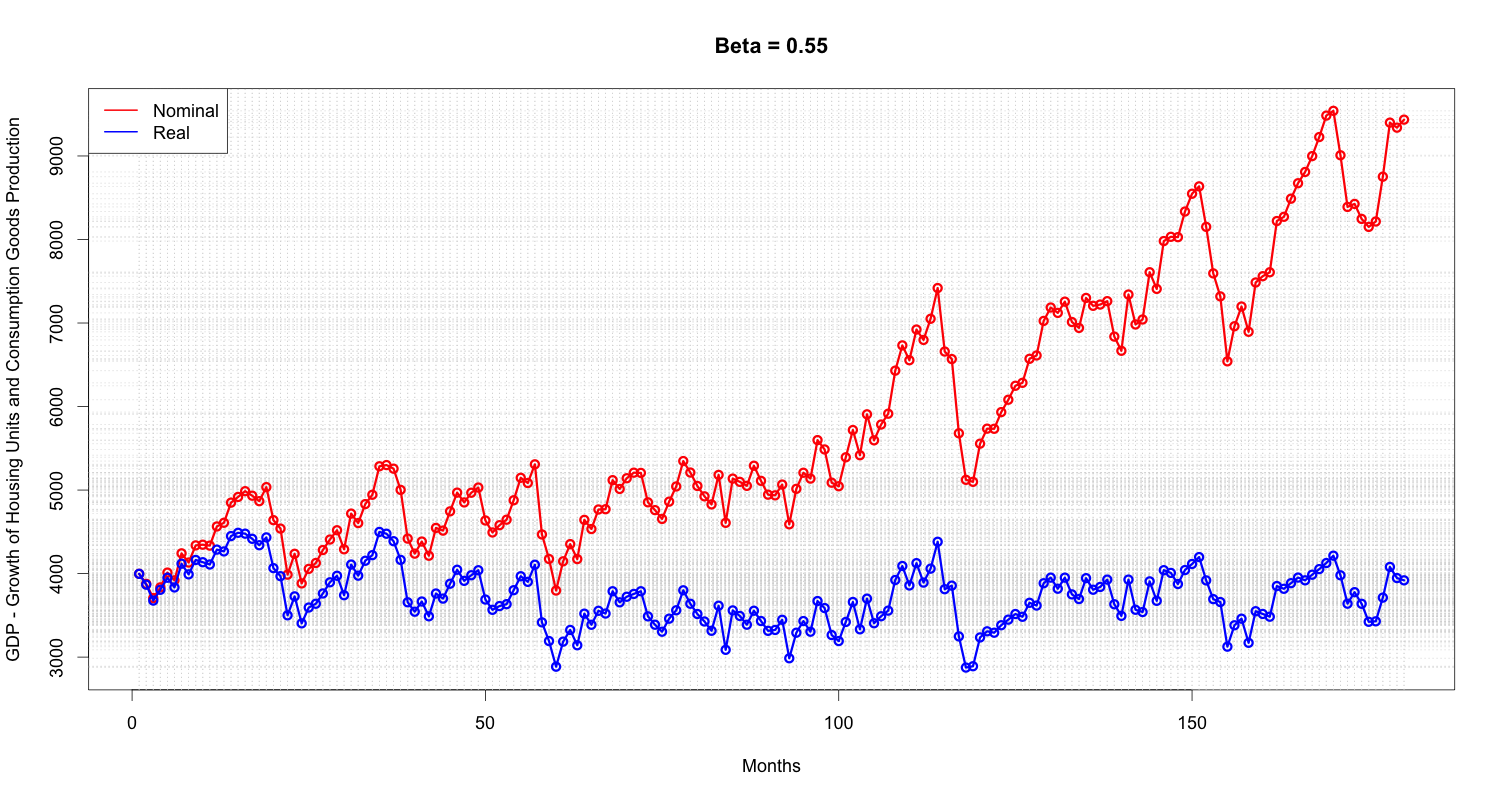 Beta = 0.55
Nominal
Real
GDP - Growth of Housing Units and Consumption Goods Production
9000
8000
7000
6000
5000
4000
3000
0 50 100 150
Months